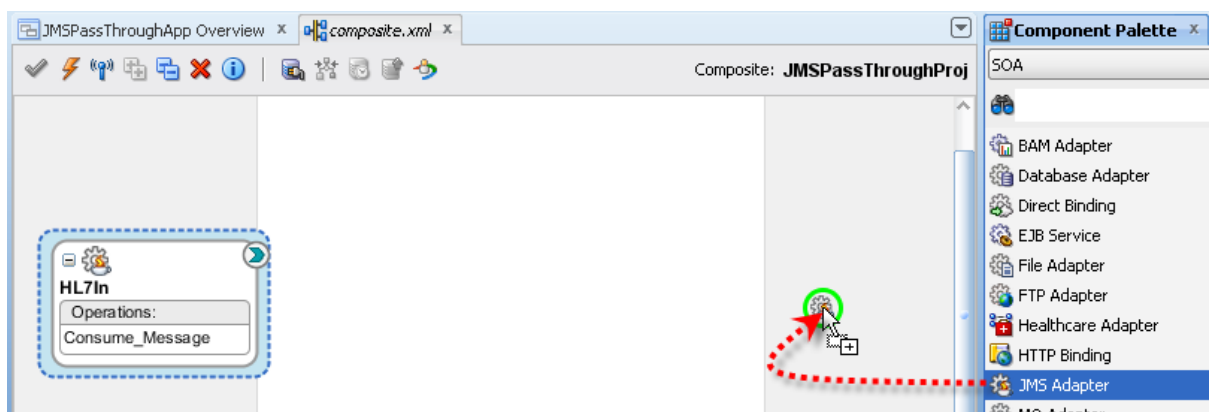 JMSPassThroughApp Overview
composite.xml
Component Palette
Composite: JMSPassThroughProj
SOA
BAM Adapter
Database Adapter
Direct Binding
EJB Service
File Adapter
FTP Adapter
Healthcare Adapter
HTTP Binding
JMS Adapter
HL7In
Operations:
Consume_Message